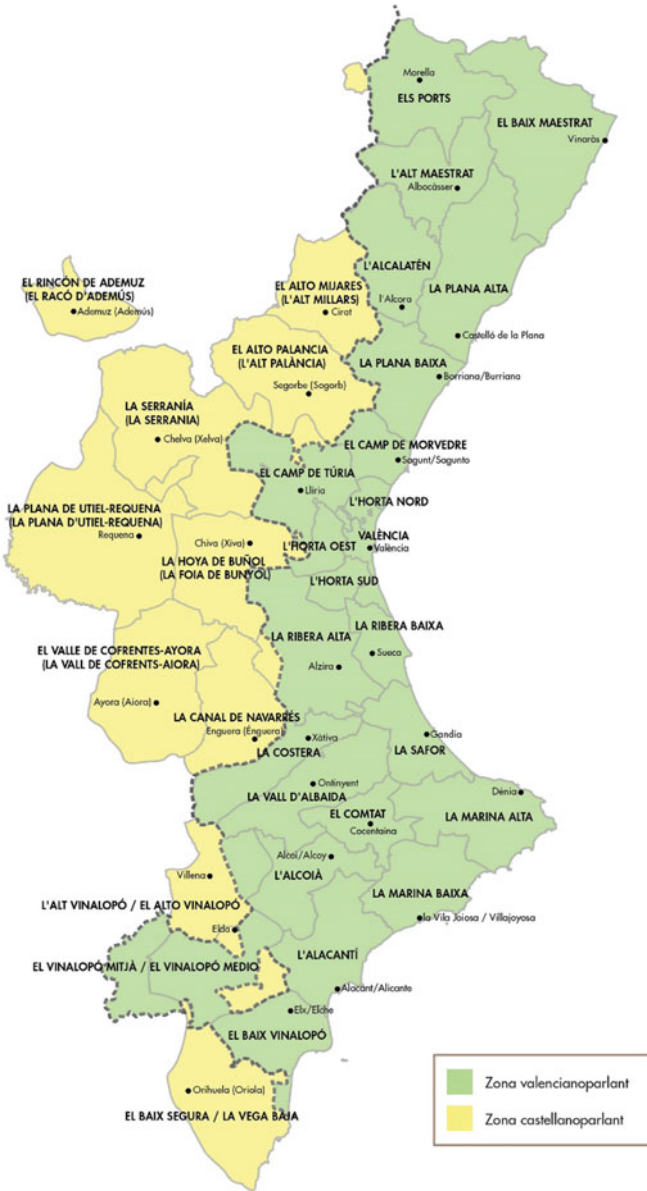 Morella
ELS PORTS
EL BAIX MAESTRAT
Vinaròs
L'ALT MAESTRAT
Albocàsser
L'ALCALATÉN
EL RINCÓN DE ADEMUZ
(EL RACÓ D'ADEMÚS)
Ademuz (Ademús)
EL ALTO MIJARES
(L'ALT MILLARS)
Cirat
LA PLANA ALTA
l'Alcora
Castelló de la Plana
EL ALTO PALANCIA
(L'ALT PALÀNCIA)
Segorbe (Sogorb)
LA PLANA BAIXA
Borriana/Burriana
LA SERRANÍA
(LA SERRANIA)
Chelva (Xelva)
EL CAMP DE MORVEDRE
Sagunt/Sagunto
EL CAMP DE TÚRIA
Llíria
L'HORTA NORD
LA PLANA DE UTIEL-REQUENA
(LA PLANA D'UTIEL-REQUENA)
Requena
Chiva (Xiva)
LA HOYA DE BUÑOL
(LA FOIA DE BUNYOL)
L'HORTA OEST
VALÈNCIA
València
L'HORTA SUD
LA RIBERA BAIXA
Sueca
LA RIBERA ALTA
Alzira
EL VALLE DE COFRENTES-AYORA
(LA VALL DE COFRENTS-AIORA)
Ayora (Aiora)
LA CANAL DE NAVARRÉS
Enguera (Énguera)
Xàtiva
LA COSTERA
Gandia
LA SAFOR
Ontinyent
LA VALL D'ALBAIDA
Dénia
LA MARINA ALTA
EL COMTAT
Cocentaina
Alcoi/Alcoy
L'ALCOIÀ
Villena
LA MARINA BAIXA
la Vila Joiosa / Villajoyosa
L'ALT VINALOPÓ / EL ALTO VINALOPÓ
Elda
L'ALACANTÍ
EL VINALOPÓ MITJÀ / EL VINALOPÓ MEDIO
Alacant/Alicante
Elx/Elche
EL BAIX VINALOPÓ
Orihuela (Oriola)
EL BAIX SEGURA / LA VEGA BAJA
Zona valencianoparlant
Zona castellanoparlant